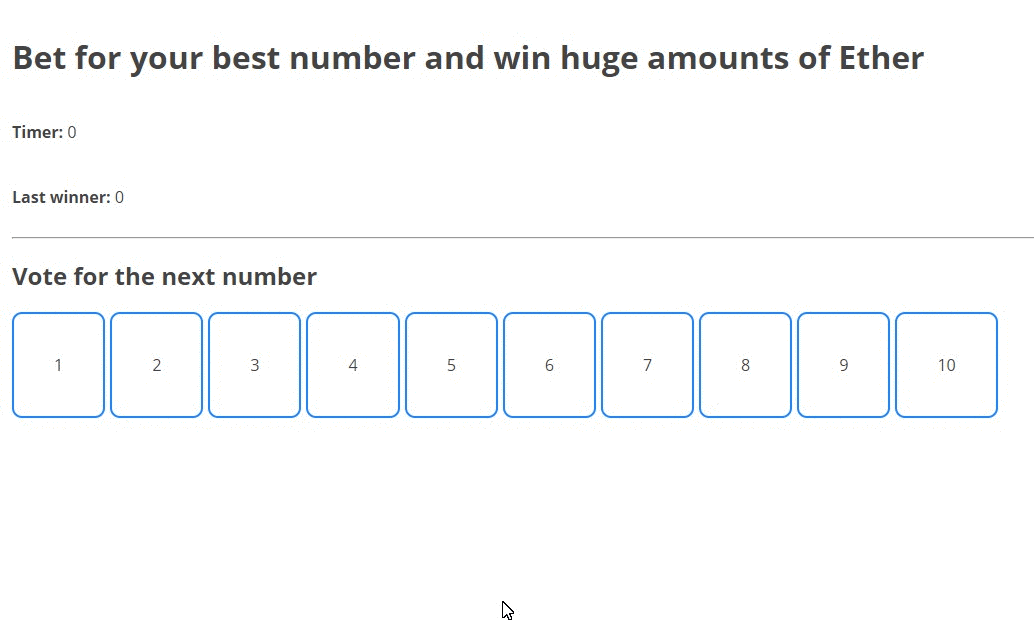 Bet for your best number and win huge amounts of Ether
Timer: 0
Last winner: 0
Vote for the next number
1 2 3 4 5 6 7 8 9 10